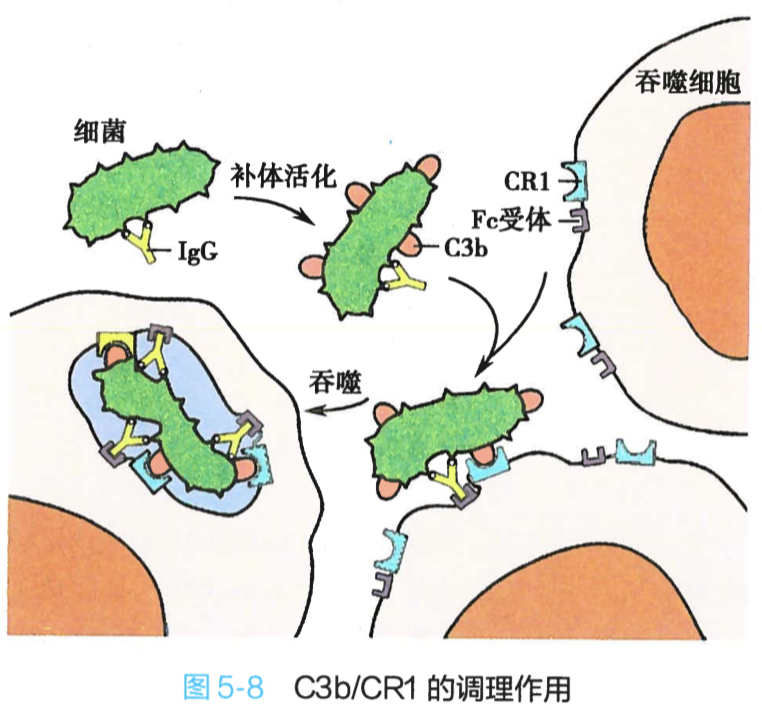 吞噬细胞
细菌
补体活化
CR1
Fc受体
IgG
C3b
吞噬
图5-8 C3b/CR1 的调理作用